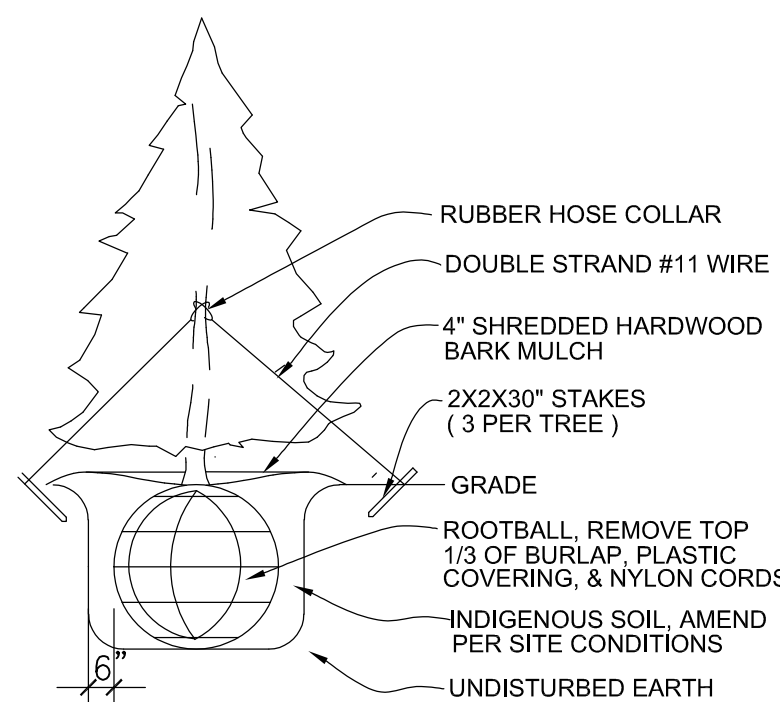 RUBBER HOSE COLLAR
DOUBLE STRAND #11 WIRE
4" SHREDDED HARDWOOD
BARK MULCH
2X2X30" STAKES
( 3 PER TREE )
GRADE
ROOTBALL, REMOVE TOP
1/3 OF BURLAP, PLASTIC
COVERING, & NYLON CORDS
INDIGENOUS SOIL, AMEND
PER SITE CONDITIONS
6"
UNDISTURBED EARTH